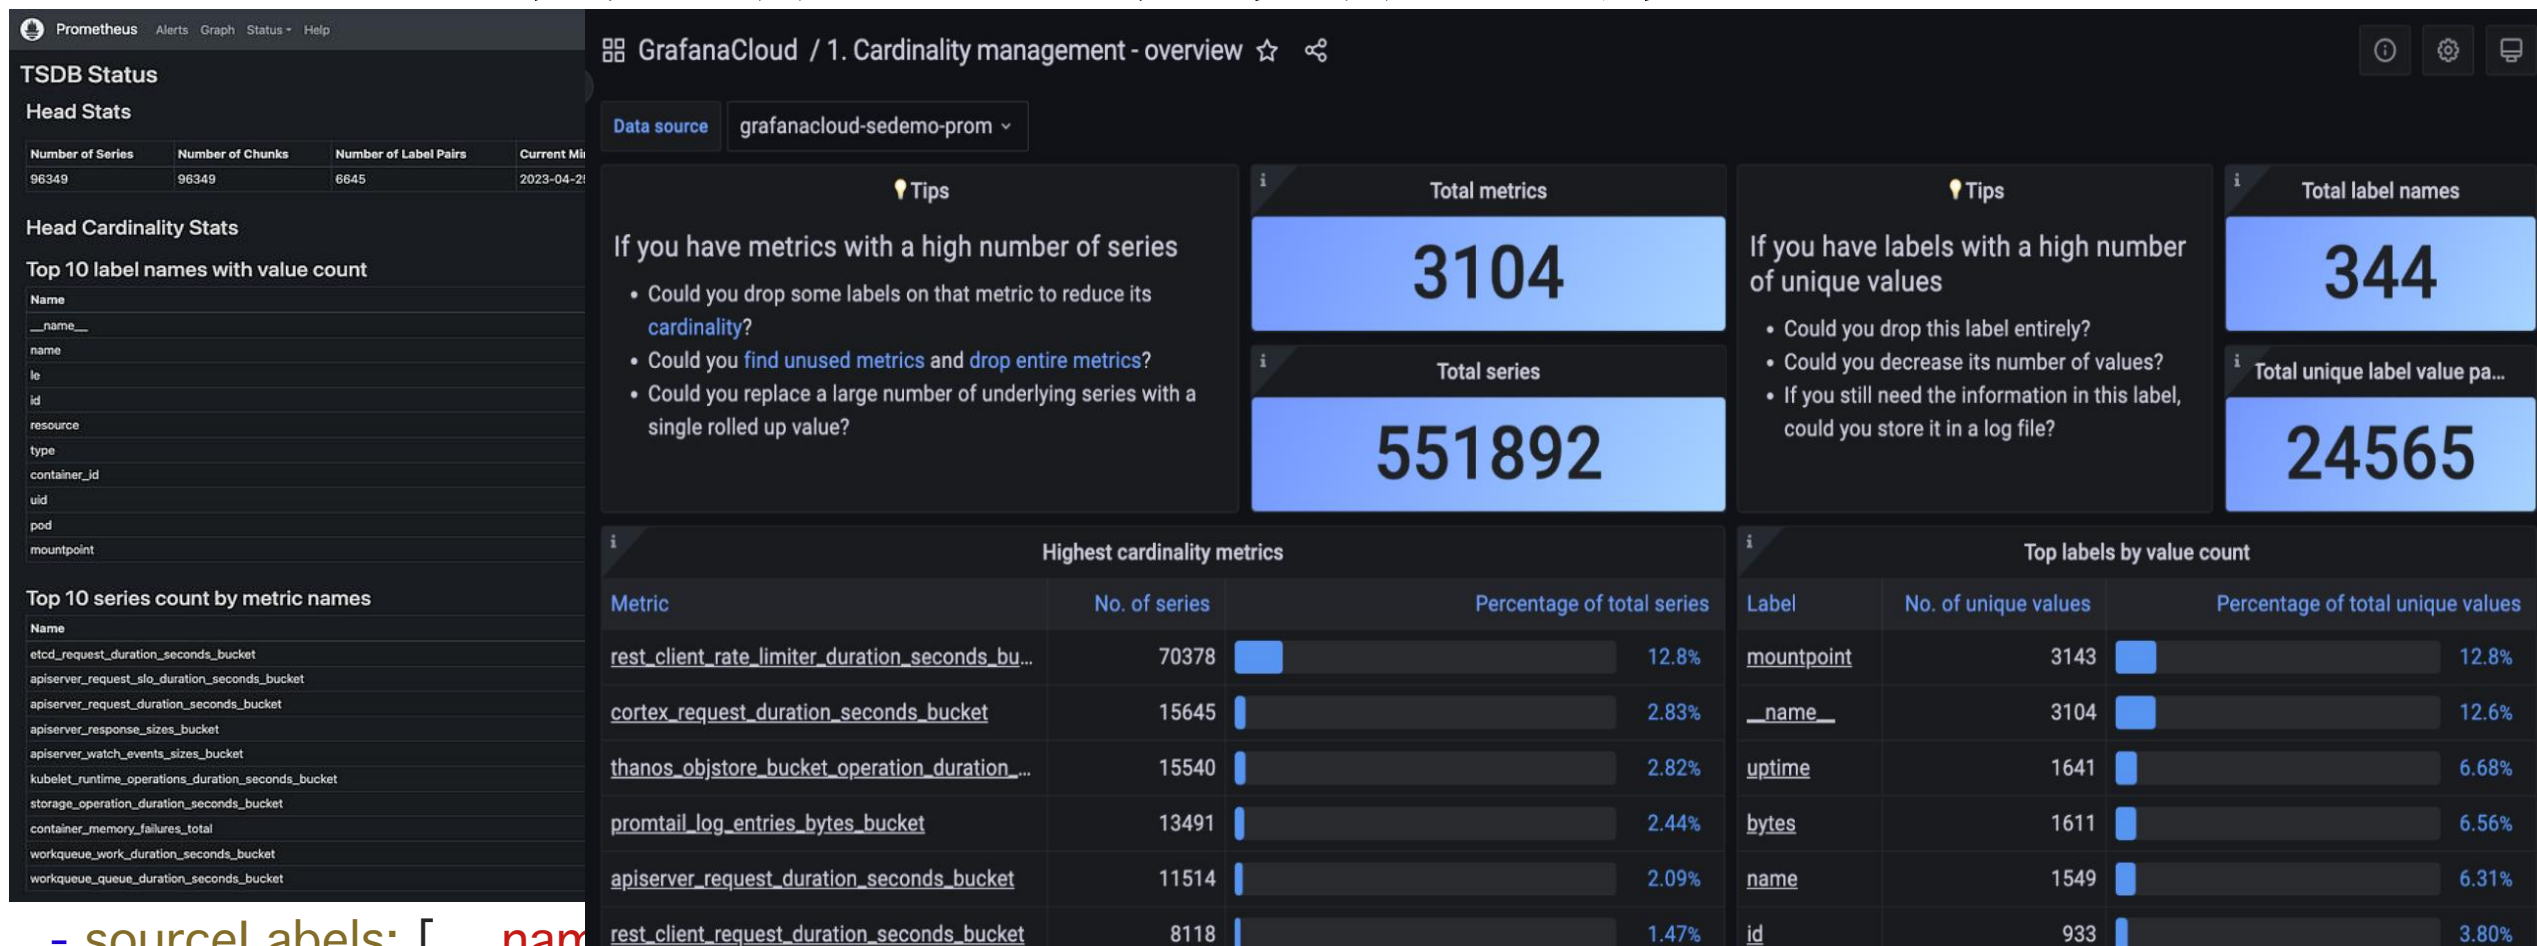 Prometheus Alerts Graph Status Help
TSDB Status
Head Stats
Number of Series Number of Chunks Number of Label Pairs Current Mi
96349 96349 6645 2023-04-2
Head Cardinality Stats
Top 10 label names with value count
Name
__name__
name
le
id
resource
type
container_id
uid
pod
mountpoint
Top 10 series count by metric names
Name
etcd_request_duration_seconds_bucket
apiserver_request_slo_duration_seconds_bucket
apiserver_request_duration_seconds_bucket
apiserver_response_sizes_bucket
apiserver_watch_events_sizes_bucket
kubelet_runtime_operations_duration_seconds_bucket
storage_operation_duration_seconds_bucket
container_memory_failures_total
workqueue_work_duration_seconds_bucket
workqueue_queue_duration_seconds_bucket
- sourceLabels: [__nam
GrafanaCloud / 1. Cardinality management - overview
Data source grafanacloud-sedemo-prom
Tips
If you have metrics with a high number of series
• Could you drop some labels on that metric to reduce its
cardinality?
• Could you find unused metrics and drop entire metrics?
• Could you replace a large number of underlying series with a
single rolled up value?
Total metrics
3104
Total series
551892
Tips
If you have labels with a high number
of unique values
• Could you drop this label entirely?
• Could you decrease its number of values?
• If you still need the information in this label,
could you store it in a log file?
Total label names
344
Total unique label value pa...
24565
Highest cardinality metrics
Metric No. of series Percentage of total series
rest_client_rate_limiter_duration_seconds_bu... 70378 12.8%
cortex_request_duration_seconds_bucket 15645 2.83%
thanos_objstore_bucket_operation_duration_... 15540 2.82%
promtail_log_entries_bytes_bucket 13491 2.44%
apiserver_request_duration_seconds_bucket 11514 2.09%
rest_client_request_duration_seconds_bucket 8118 1.47%
Top labels by value count
Label No. of unique values Percentage of total unique values
mountpoint 3143 12.8%
__name__ 3104 12.6%
uptime 1641 6.68%
bytes 1611 6.56%
name 1549 6.31%
id 933 3.80%